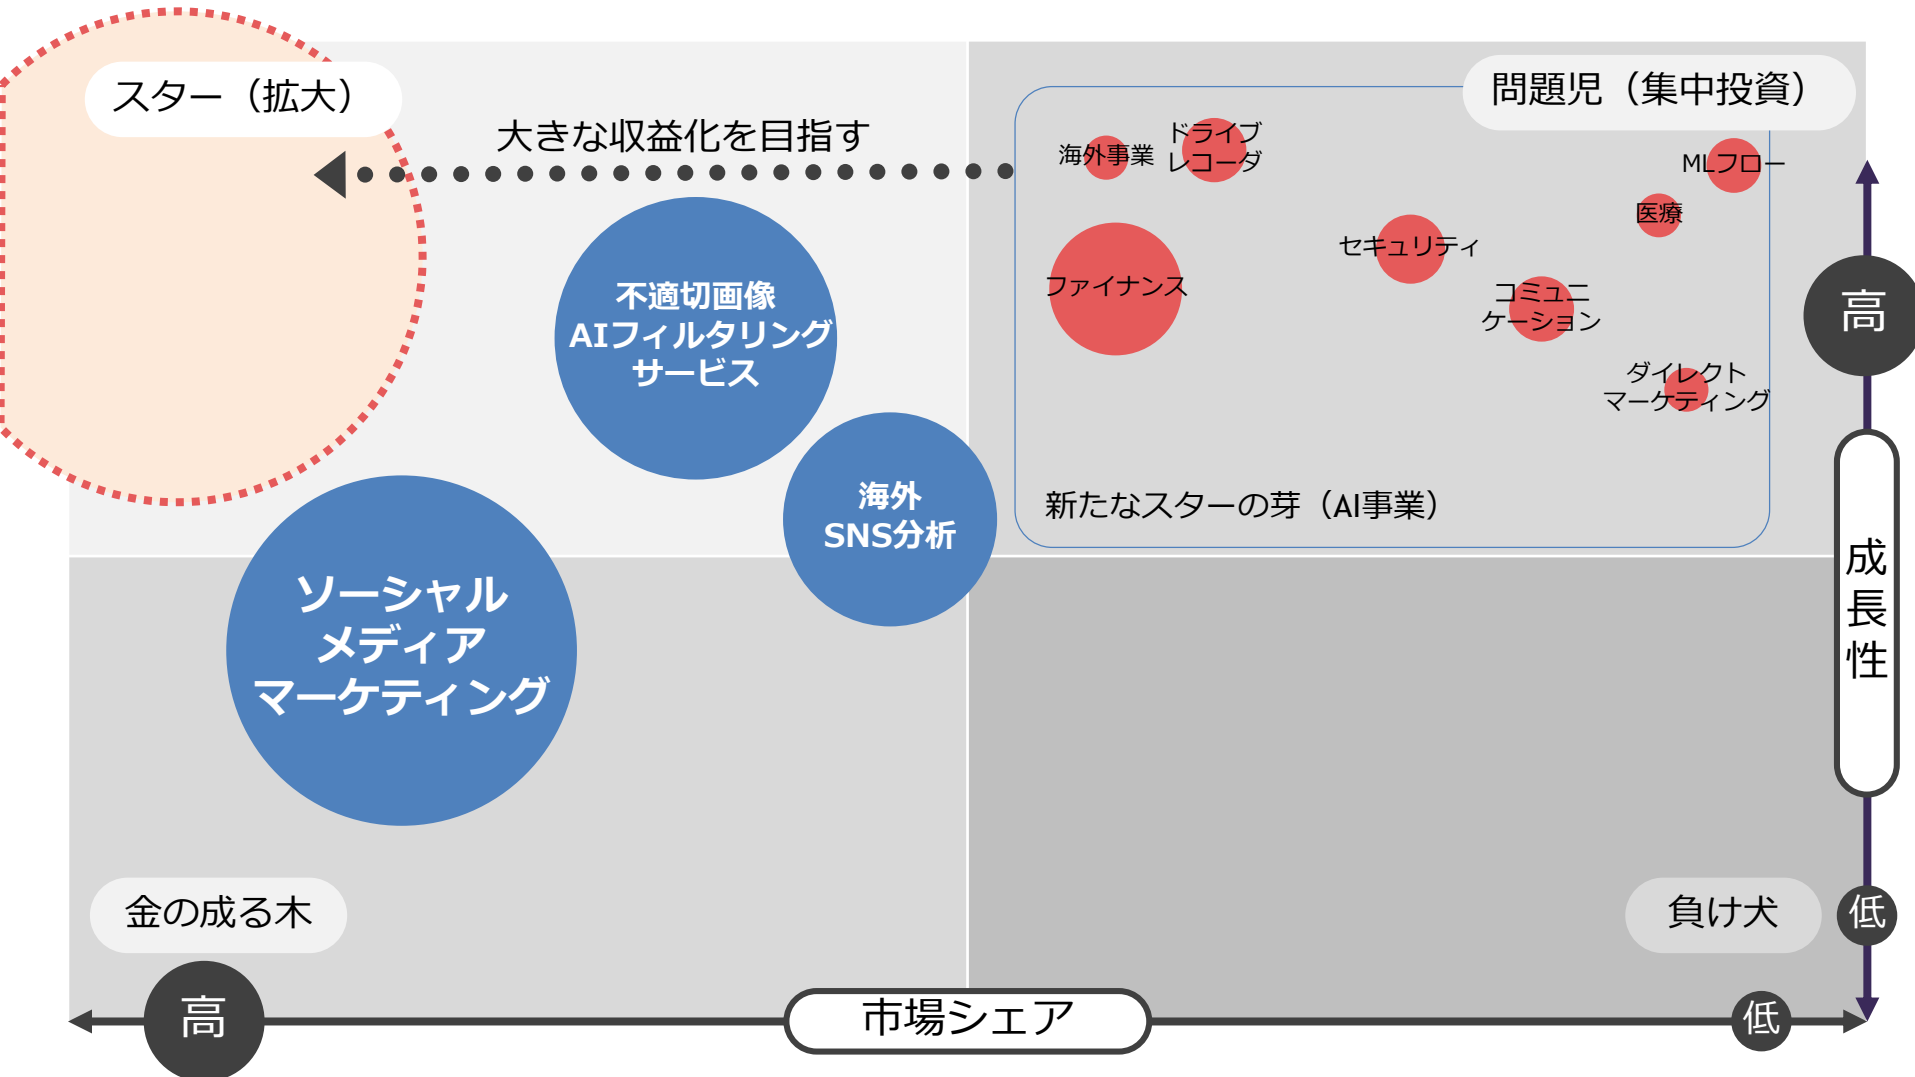 スター（拡大）
問題児（集中投資）
大きな収益化を目指す
海外事業
ドライブ
レコーダ
MLフロー
医療
セキュリティ
ファイナンス
コミュニ
ケーション
ダイレクト
マーケティング
新たなスターの芽（AI事業）
不適切画像
AIフィルタリング
サービス
海外
SNS分析
ソーシャル
メディア
マーケティング
高
成長性
低
金の成る木
負け犬
高
市場シェア
低